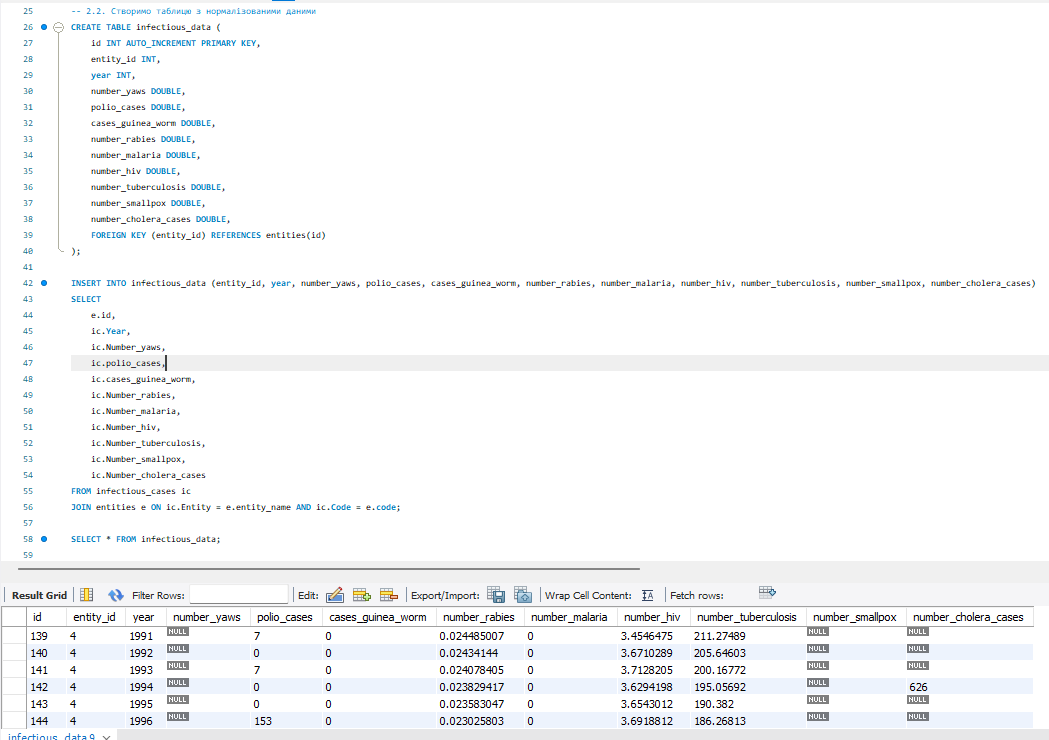 25 -- 2.2. Створимо таблицю з нормалізованими даними
26 CREATE TABLE infectious_data (
27 id INT AUTO_INCREMENT PRIMARY KEY,
28 entity_id INT,
29 year INT,
30 number_yaws DOUBLE,
31 polio_cases DOUBLE,
32 cases_guinea_worm DOUBLE,
33 number_rabies DOUBLE,
34 number_malaria DOUBLE,
35 number_hiv DOUBLE,
36 number_tuberculosis DOUBLE,
37 number_smallpox DOUBLE,
38 number_cholera_cases DOUBLE,
39 FOREIGN KEY (entity_id) REFERENCES entities(id)
40 );
41
42 INSERT INTO infectious_data (entity_id, year, number_yaws, polio_cases, cases_guinea_worm, number_rabies, number_malaria, number_hiv, number_tuberculosis, number_smallpox, number_cholera_cases)
43 SELECT
44 e.id,
45 ic.Year,
46 ic.Number_yaws,
47 ic.polio_cases,
48 ic.cases_guinea_worm,
49 ic.Number_rabies,
50 ic.Number_malaria,
51 ic.Number_hiv,
52 ic.Number_tuberculosis,
53 ic.Number_smallpox,
54 ic.Number_cholera_cases
55 FROM infectious_cases ic
56 JOIN entities e ON ic.Entity = e.entity_name AND ic.Code = e.code;
57
58 SELECT * FROM infectious_data;
59
Result Grid Filter Rows: Edit: Export/Import: Wrap Cell Content: Fetch rows:
id entity_id year number_yaws polio_cases cases_guinea_worm number_rabies number_malaria number_hiv number_tuberculosis number_smallpox number_cholera_cases
139 4 1991 NULL 7 0 0.024485007 0 3.4546475 211.27489 NULL NULL
140 4 1992 NULL 0 0 0.02434144 0 3.6710289 205.64603 NULL NULL
141 4 1993 NULL 7 0 0.024078405 0 3.7128205 200.16772 NULL NULL
142 4 1994 NULL 0 0 0.023829417 0 3.6294198 195.05692 NULL 626
143 4 1995 NULL 0 0 0.023583047 0 3.6543012 190.382 NULL NULL
144 4 1996 NULL 153 0 0.023025803 0 3.6918812 186.26813 NULL NULL
infectious_data 9